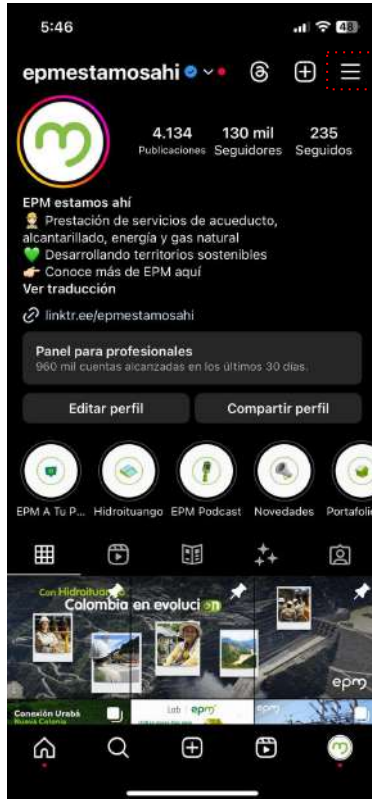 5:46
48
epmestamosahi
4.134 130 mil 235
Publicaciones Seguidores Seguidos
EPM estamos ahí
Prestación de servicios de acueducto,
alcantarillado, energía y gas natural
Desarrollando territorios sostenibles
Conoce más de EPM aquí
Ver traducción
linktr.ee/epmestamosahi
Panel para profesionales
960 mil cuentas alcanzadas en los últimos 30 días.
Editar perfil Compartir perfil
EPM A Tu P... Hidroituango EPM Podcast Novedades Portafolio
Con Hidroituango
Colombia en evolución
epm
Conexión Urabá
Nueva Colonia
Lab epm
epm